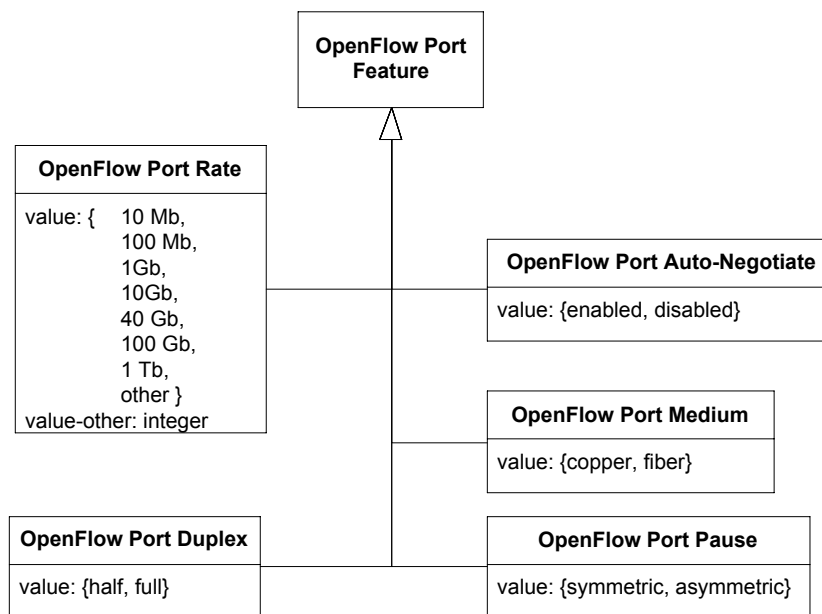 OpenFlow Port
Feature
OpenFlow Port Rate
value: { 10 Mb,
100 Mb,
1Gb,
10Gb,
40 Gb,
100 Gb,
1 Tb,
other }
value-other: integer
OpenFlow Port Auto-Negotiate
value: {enabled, disabled}
OpenFlow Port Medium
value: {copper, fiber}
OpenFlow Port Duplex
value: {half, full}
OpenFlow Port Pause
value: {symmetric, asymmetric}